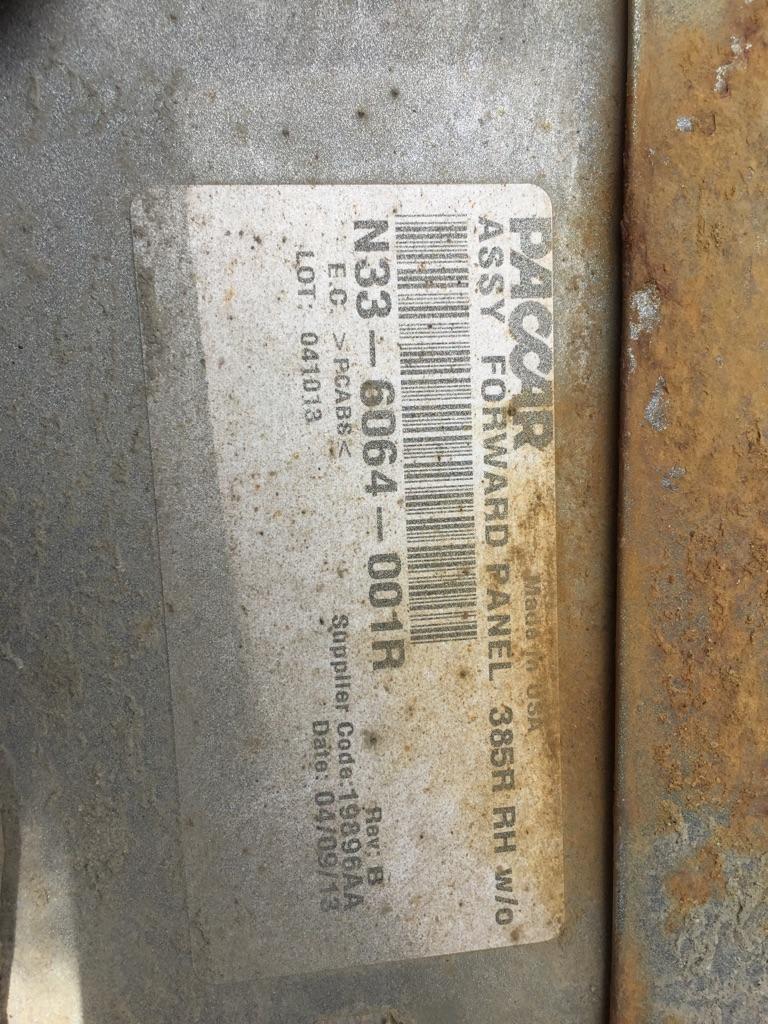 PACCAR
Made in USA
ASSY FORWARD PANEL 385R RH w/o
N33-6064-001R
Rev: B
E.C. >PCABS<
Supplier Code:19896AA
LOT: 041013
Date: 04/09/13